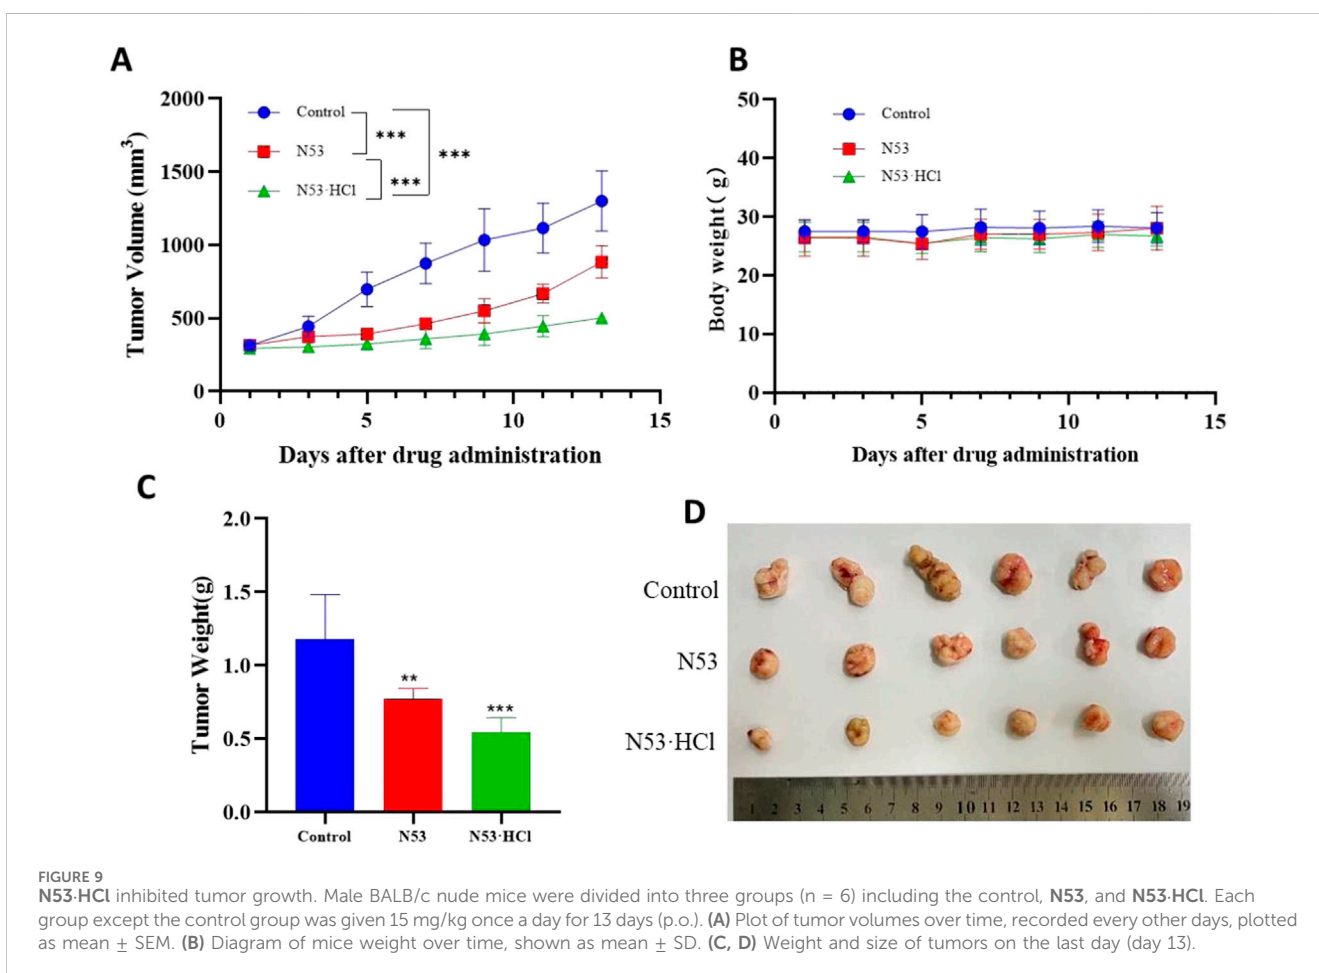 A
2000
1500
1000
500
0
0
5
10
15
Tumor Volume (mm³)
Days after drug administration
Control
N53
N53·HCl
***
***
***
B
50
40
30
20
10
0
0
5
10
15
Body weight( g)
Days after drug administration
Control
N53
N53·HCl
C
2.0
1.5
1.0
0.5
0.0
Tumor Weight(g)
**
***
Control
N53
N53·HCl
D
Control
N53
N53·HCl
1 2 3 4 5 6 7 8 9 10 11 12 13 14 15 16 17 18 19
FIGURE 9
N53·HCl inhibited tumor growth. Male BALB/c nude mice were divided into three groups (n = 6) including the control, N53, and N53·HCl. Each
group except the control group was given 15 mg/kg once a day for 13 days (p.o.). (A) Plot of tumor volumes over time, recorded every other days, plotted
as mean ± SEM. (B) Diagram of mice weight over time, shown as mean ± SD. (C, D) Weight and size of tumors on the last day (day 13).